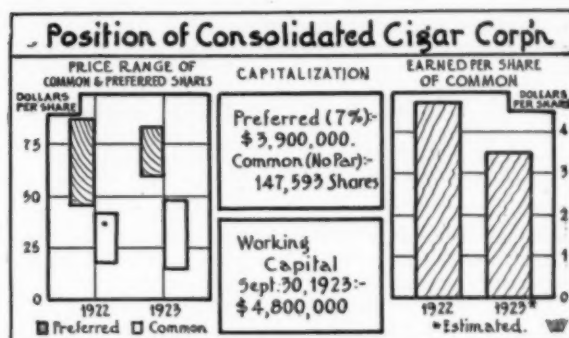 Position of Consolidated Cigar Corp'n
PRICE RANGE OF
COMMON & PREFERRED SHARES
DOLLARS
PER SHARE
75
50
25
0
1922
1923
Preferred
Common
CAPITALIZATION
Preferred (7%):-
$3,900,000.
Common (No Par):-
147,593 Shares
Working
Capital
Sept. 30, 1923:-
$4,800,000
EARNED PER SHARE
OF COMMON
DOLLARS
PER SHARE
4
3
2
1
0
1922
1923*
*Estimated.